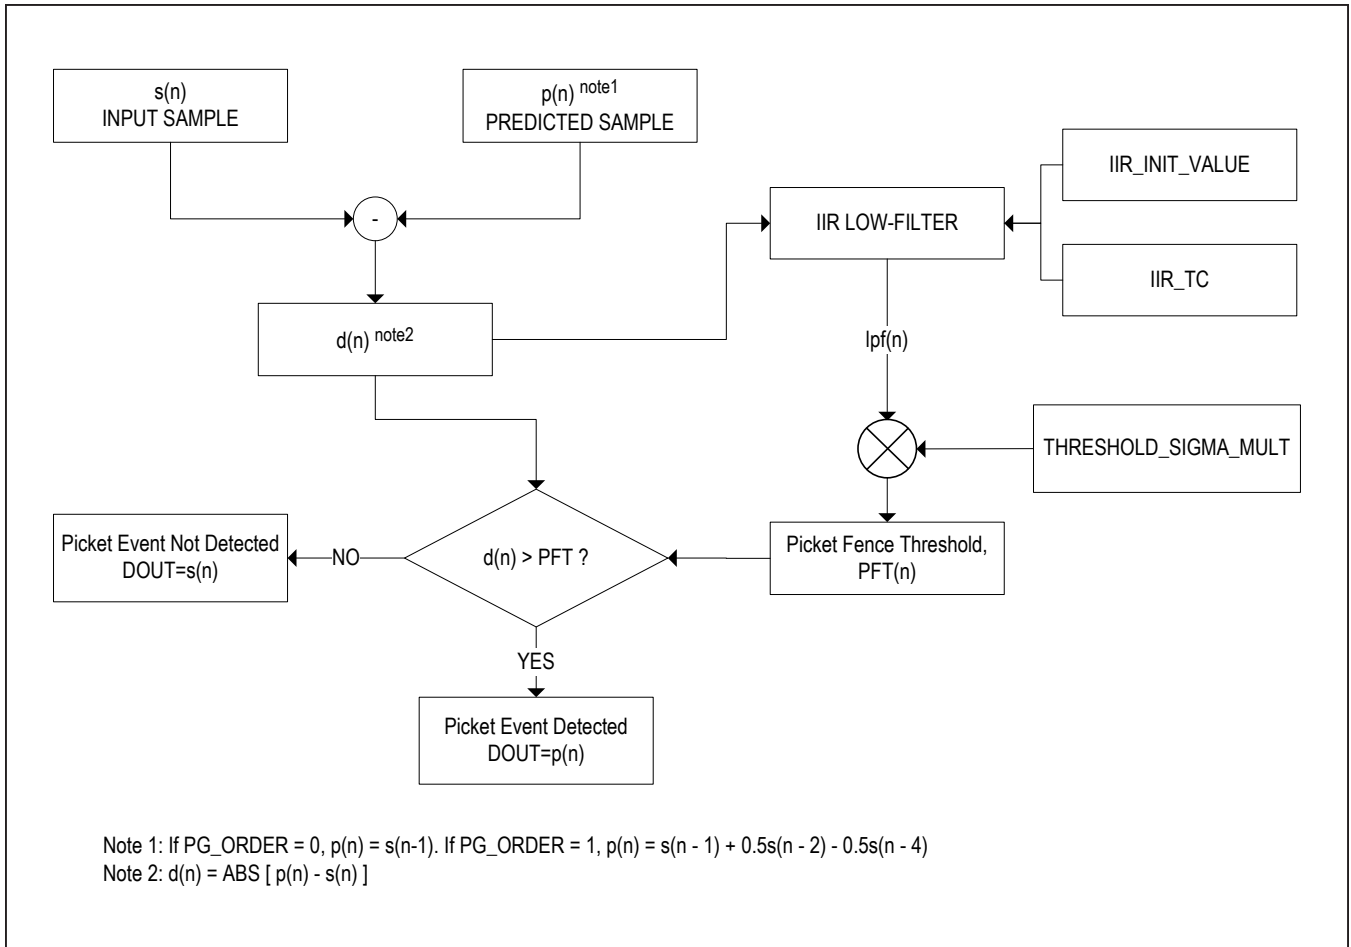 s(n)
INPUT SAMPLE
p(n) note1
PREDICTED SAMPLE
-
IIR LOW-FILTER
IIR_INIT_VALUE
IIR_TC
d(n) note2
lpf(n)
THRESHOLD_SIGMA_MULT
Picket Event Not Detected
DOUT=s(n)
NO
d(n) > PFT ?
Picket Fence Threshold,
PFT(n)
YES
Picket Event Detected
DOUT=p(n)
Note 1: If PG_ORDER = 0, p(n) = s(n-1). If PG_ORDER = 1, p(n) = s(n - 1) + 0.5s(n - 2) - 0.5s(n - 4)
Note 2: d(n) = ABS [ p(n) - s(n) ]